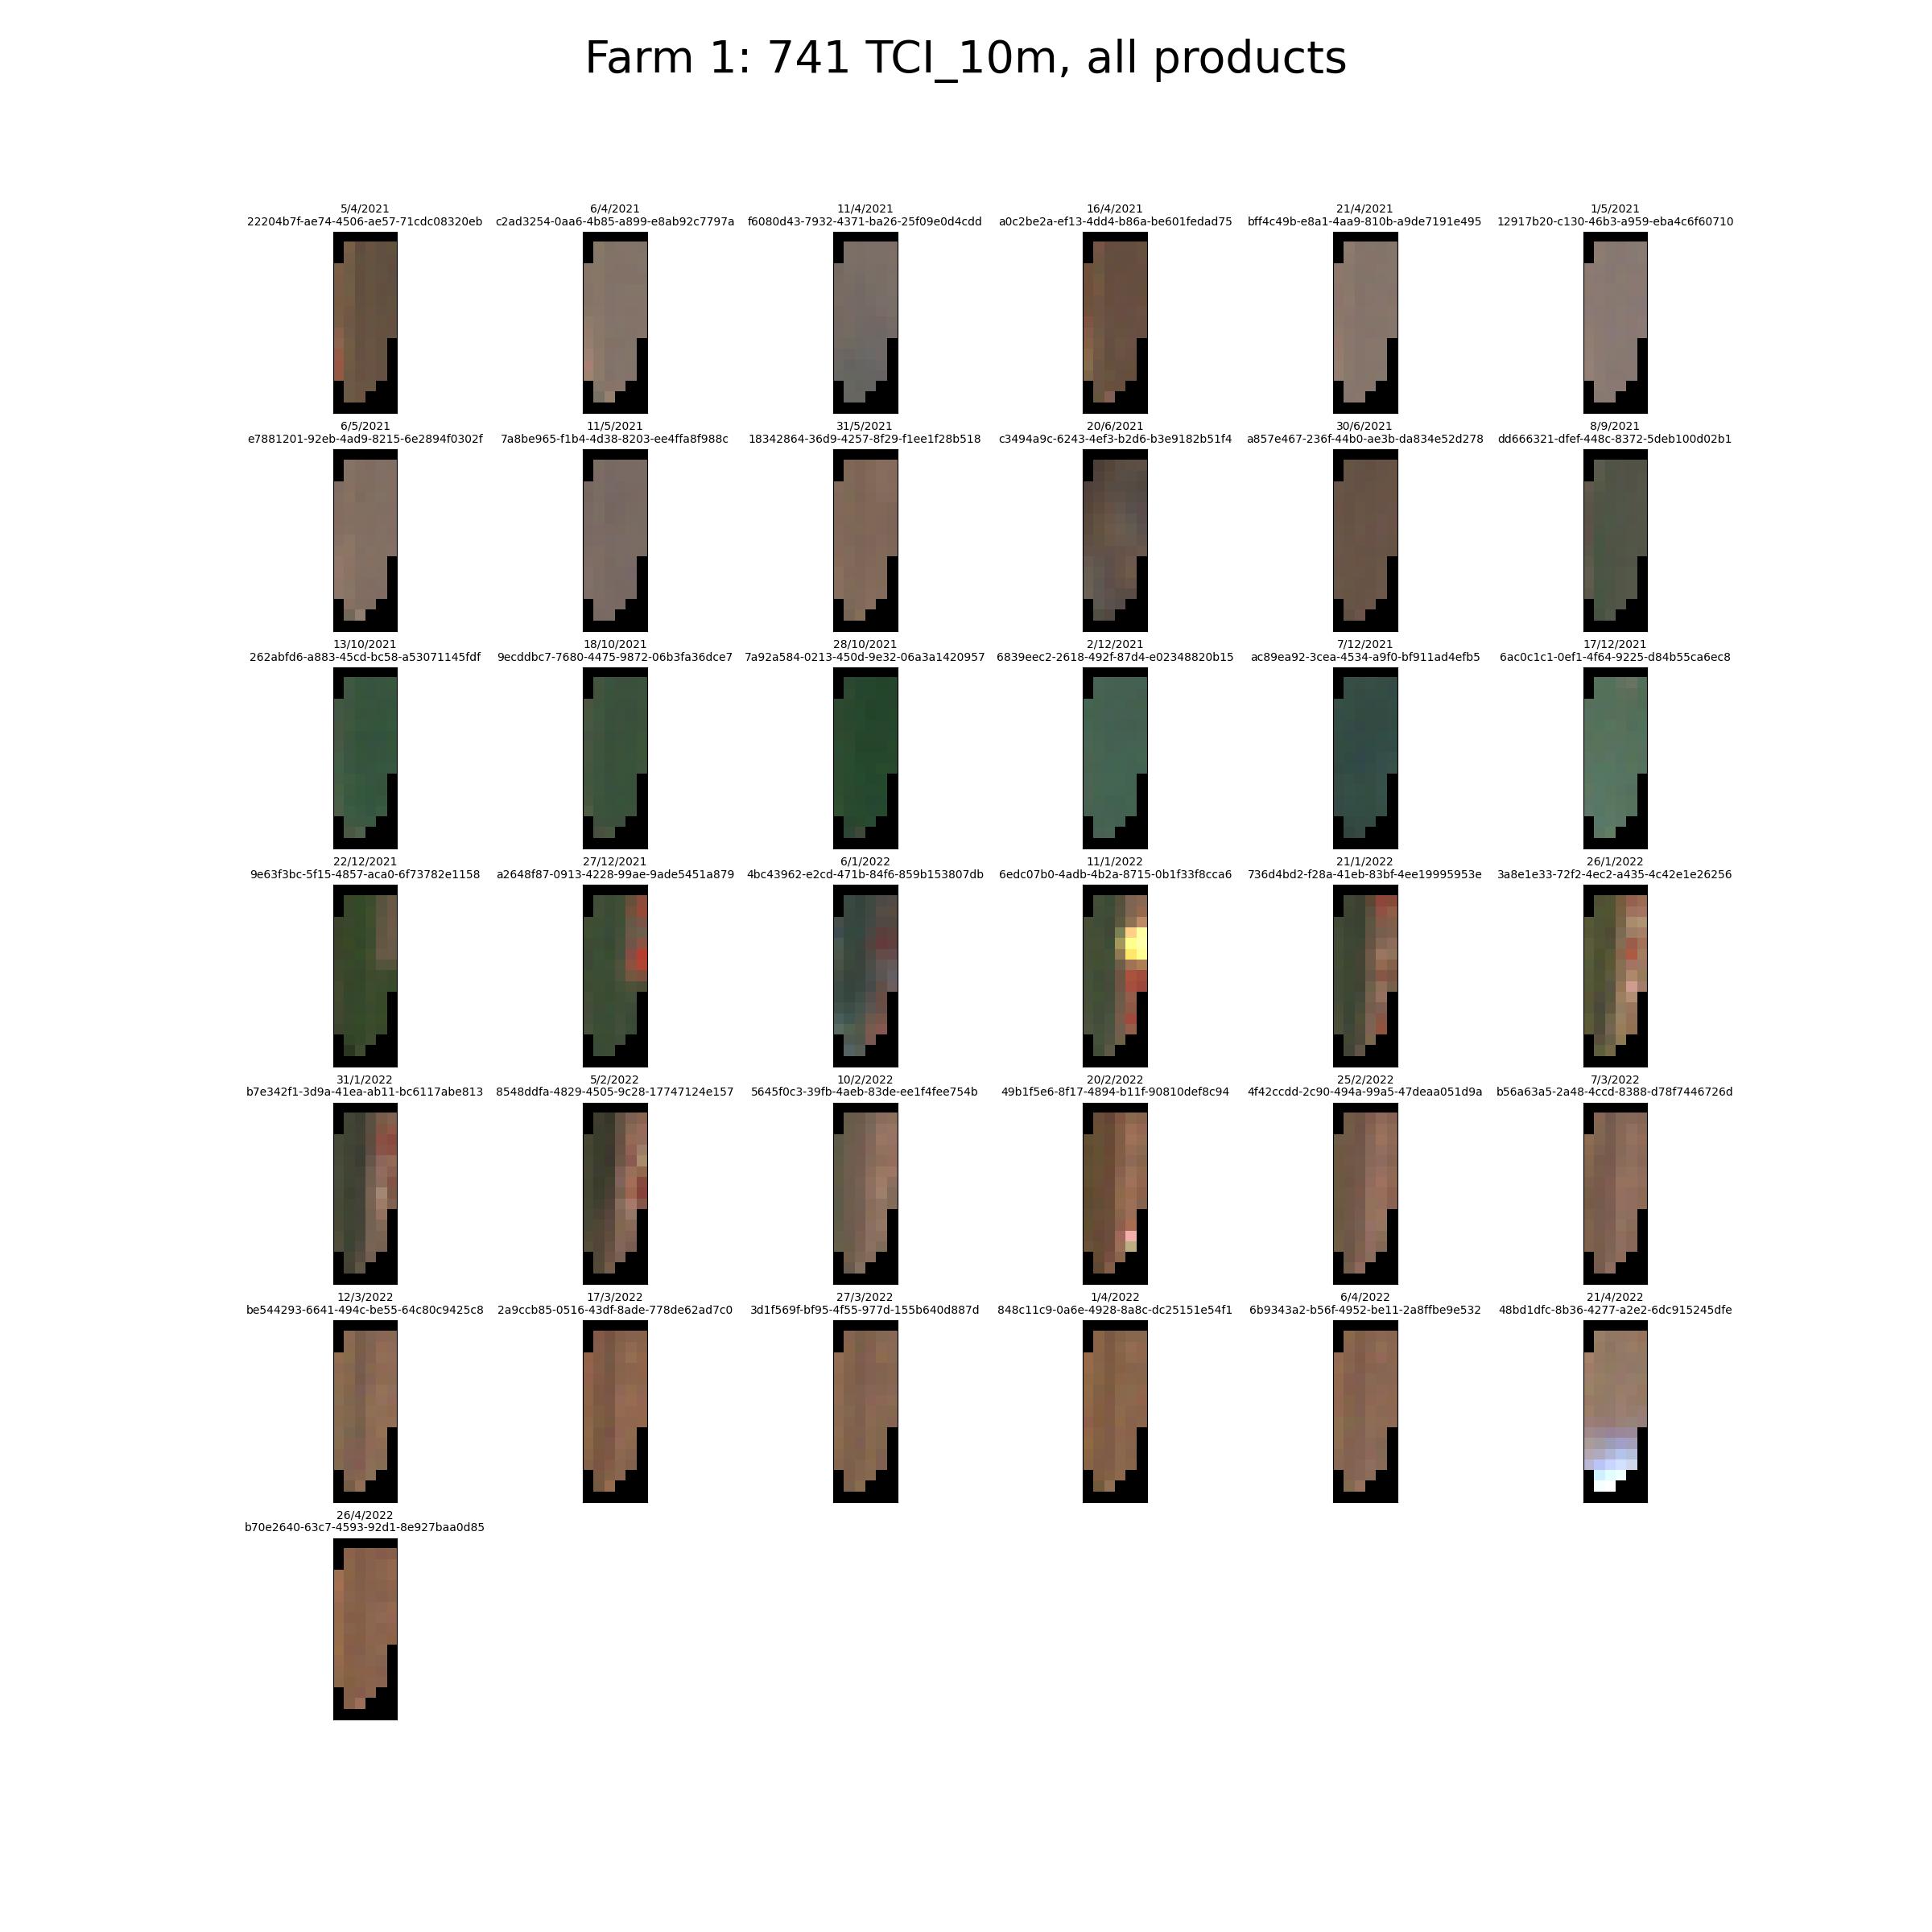 Farm 1: 741 TCI_10m, all products
5/4/2021 6/4/2021 11/4/2021 16/4/2021 21/4/2021 1/5/2021
22204b7f-ae74-4506-ae57-71cdc08320eb c2ad3254-0aa6-4b85-a899-e8ab92c7797a f6080d43-7932-4371-ba26-25f09e0d4cdd a0c2be2a-ef13-4dd4-b86a-be601fedad75 bff4c49b-e8a1-4aa9-810b-a9de7191e495 12917b20-c130-46b3-a959-eba4c6f60710
6/5/2021 11/5/2021 31/5/2021 20/6/2021 30/6/2021 8/9/2021
e7881201-92eb-4ad9-8215-6e2894f0302f 7a8be965-f1b4-4d38-8203-ee4ffa8f988c 18342864-36d9-4257-8f29-f1ee1f28b518 c3494a9c-6243-4ef3-b2d6-b3e9182b51f4 a857e467-236f-44b0-ae3b-da834e52d278 dd666321-dfef-448c-8372-5deb100d02b1
13/10/2021 18/10/2021 28/10/2021 2/12/2021 7/12/2021 17/12/2021
262abfd6-a883-45cd-bc58-a53071145fdf 9ecddbc7-7680-4475-9872-06b3fa36dce7 7a92a584-0213-450d-9e32-06a3a1420957 6839eec2-2618-492f-87d4-e02348820b15 ac89ea92-3cea-4534-a9f0-bf911ad4efb5 6ac0c1c1-0ef1-4f64-9225-d84b55ca6ec8
22/12/2021 27/12/2021 6/1/2022 11/1/2022 21/1/2022 26/1/2022
9e63f3bc-5f15-4857-aca0-6f73782e1158 a2648f87-0913-4228-99ae-9ade5451a879 4bc43962-e2cd-471b-84f6-859b153807db 6edc07b0-4adb-4b2a-8715-0b1f33f8cca6 736d4bd2-f28a-41eb-83bf-4ee19995953e 3a8e1e33-72f2-4ec2-a435-4c42e1e26256
31/1/2022 5/2/2022 10/2/2022 20/2/2022 25/2/2022 7/3/2022
b7e342f1-3d9a-41ea-ab11-bc6117abe813 8548ddfa-4829-4505-9c28-17747124e157 5645f0c3-39fb-4aeb-83de-ee1f4fee754b 49b1f5e6-8f17-4894-b11f-90810def8c94 4f42ccdd-2c90-494a-99a5-47deaa051d9a b56a63a5-2a48-4ccd-8388-d78f7446726d
12/3/2022 17/3/2022 27/3/2022 1/4/2022 6/4/2022 21/4/2022
be544293-6641-494c-be55-64c80c9425c8 2a9ccb85-0516-43df-8ade-778de62ad7c0 3d1f569f-bf95-4f55-977d-155b640d887d 848c11c9-0a6e-4928-8a8c-dc25151e54f1 6b9343a2-b56f-4952-be11-2a8ffbe9e532 48bd1dfc-8b36-4277-a2e2-6dc915245dfe
26/4/2022
b70e2640-63c7-4593-92d1-8e927baa0d85